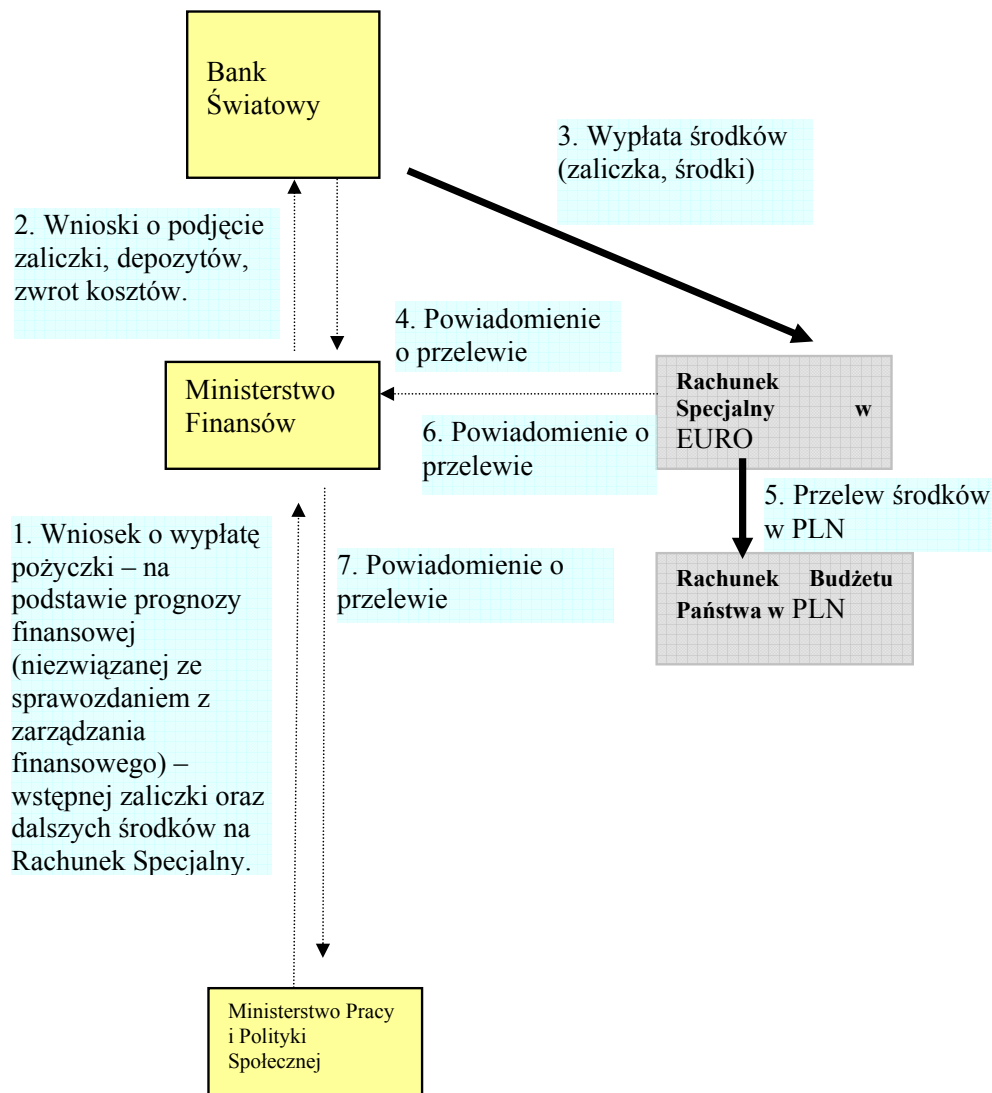 Bank
Światowy
3. Wypłata środków
(zaliczka, środki)
2. Wnioski o podjęcie
zaliczki, depozytów,
zwrot kosztów.
4. Powiadomienie
o przelewie
Ministerstwo
Finansów
Rachunek
Specjalny w
EURO
6. Powiadomienie o
przelewie
5. Przelew środków
w PLN
1. Wniosek o wypłatę
pożyczki – na
podstawie prognozy
finansowej
(niezwiązanej ze
sprawozdaniem z
zarządzania
finansowego) –
wstępnej zaliczki oraz
dalszych środków na
Rachunek Specjalny.
7. Powiadomienie o
przelewie
Rachunek Budżetu
Państwa w PLN
Ministerstwo Pracy
i Polityki
Społecznej